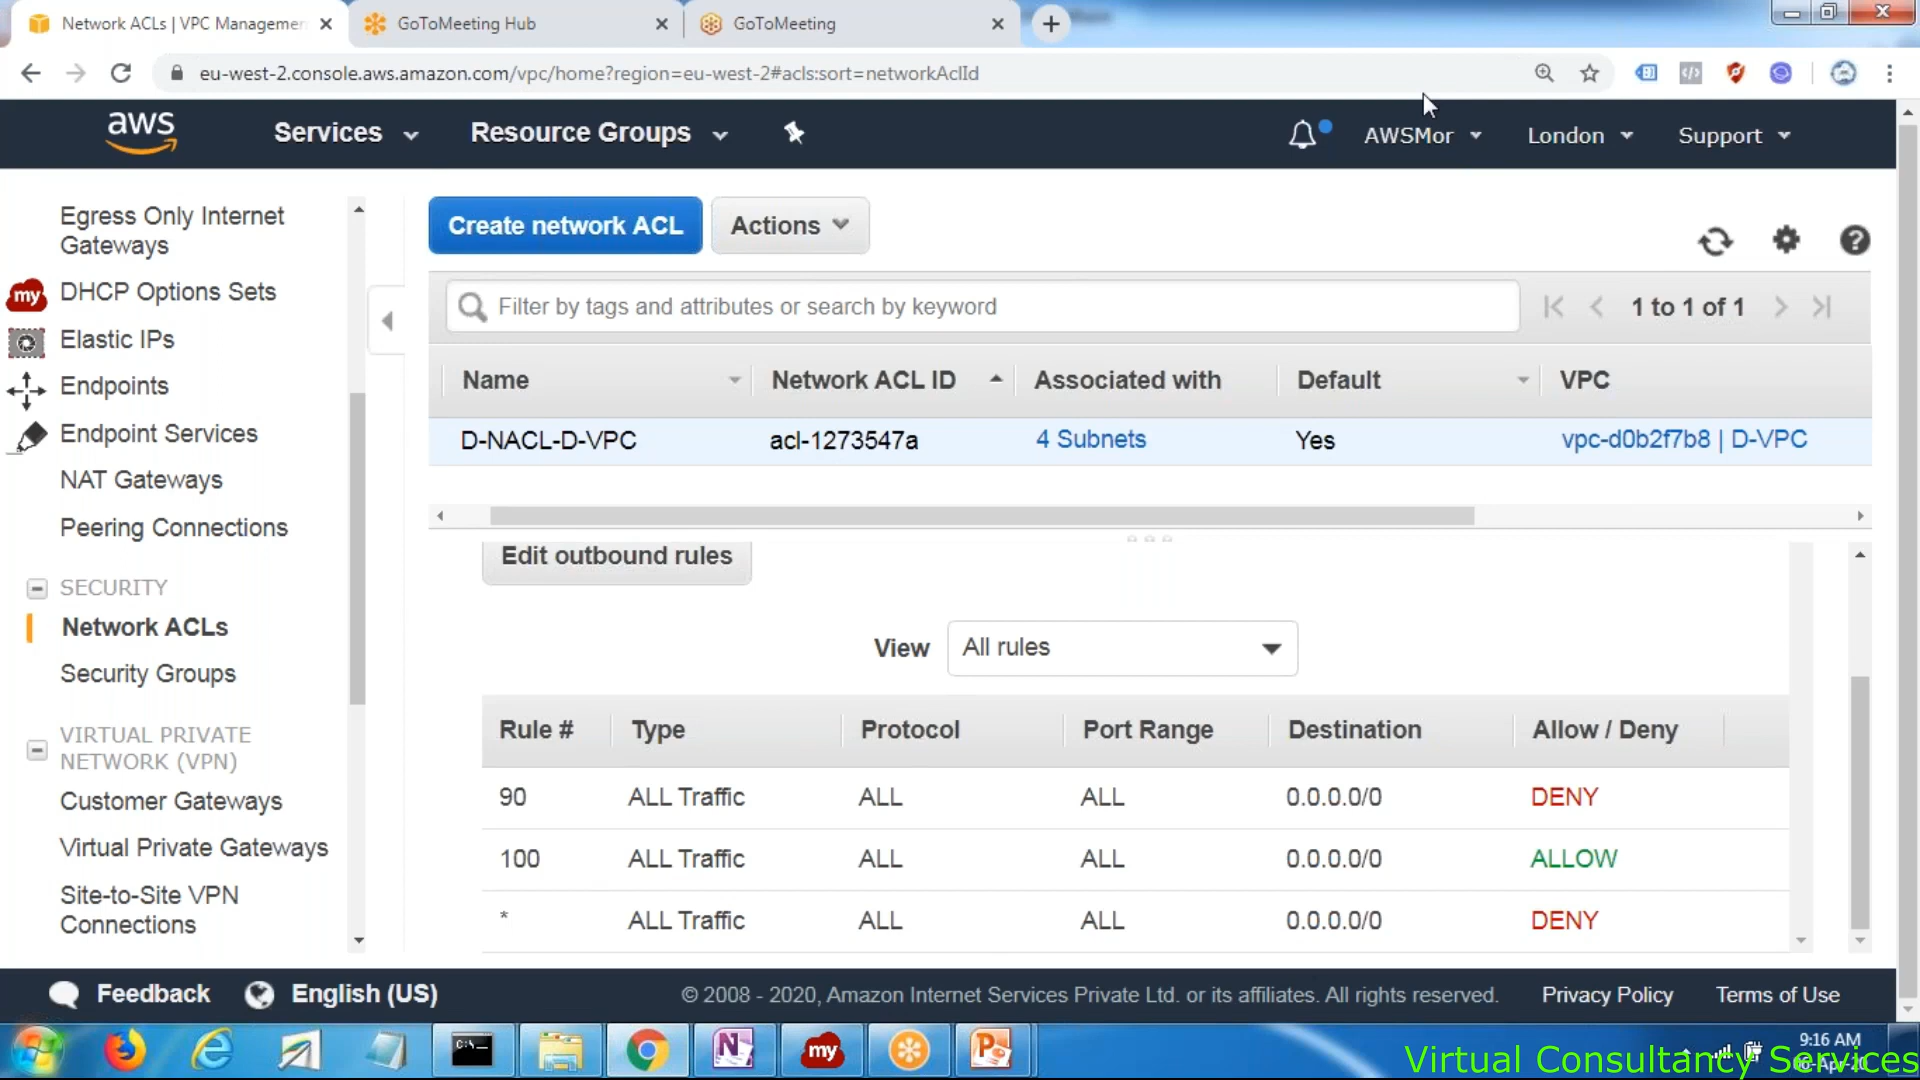 Network ACLs | VPC Managemen
GoToMeeting Hub
GoToMeeting
eu-west-2.console.aws.amazon.com/vpc/home?region=eu-west-2#acls:sort=networkAclId
aws
Services
Resource Groups
AWSMor
London
Support
Egress Only Internet
Gateways
DHCP Options Sets
Elastic IPs
Endpoints
Endpoint Services
NAT Gateways
Peering Connections
SECURITY
Network ACLs
Security Groups
VIRTUAL PRIVATE
NETWORK (VPN)
Customer Gateways
Virtual Private Gateways
Site-to-Site VPN
Connections
my
Create network ACL
Actions
Filter by tags and attributes or search by keyword
1 to 1 of 1
Name Network ACL ID Associated with Default VPC
D-NACL-D-VPC acl-1273547a 4 Subnets Yes vpc-d0b2f7b8 | D-VPC
Edit outbound rules
View All rules
Rule # Type Protocol Port Range Destination Allow / Deny
90 ALL Traffic ALL ALL 0.0.0.0/0 DENY
100 ALL Traffic ALL ALL 0.0.0.0/0 ALLOW
* ALL Traffic ALL ALL 0.0.0.0/0 DENY
Feedback
English (US)
© 2008 - 2020, Amazon Internet Services Private Ltd. or its affiliates. All rights reserved.
Privacy Policy
Terms of Use
C:\
my
9:16 AM
Virtual Consultancy Services